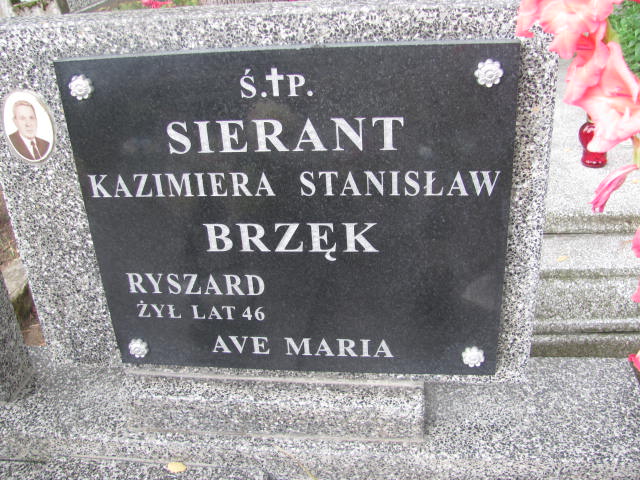 Ś.✝P.
SIERANT
KAZIMIERA STANISŁAW
BRZĘK
RYSZARD
ŻYŁ LAT 46
AVE MARIA